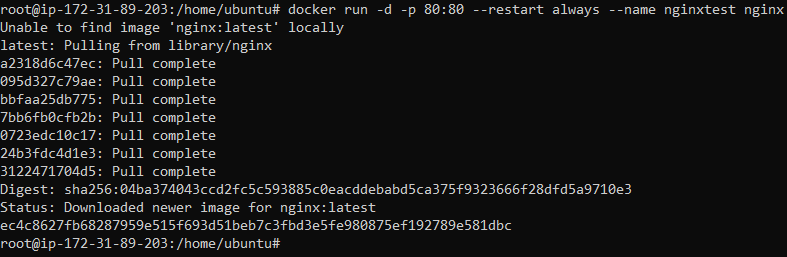 root@ip-172-31-89-203:/home/ubuntu# docker run -d -p 80:80 --restart always --name nginxtest nginx
Unable to find image 'nginx:latest' locally
latest: Pulling from library/nginx
a2318d6c47ec: Pull complete
095d327c79ae: Pull complete
bbfaa25db775: Pull complete
7bb6fb0cfb2b: Pull complete
0723edc10c17: Pull complete
24b3fdc4d1e3: Pull complete
3122471704d5: Pull complete
Digest: sha256:04ba374043ccd2fc5c593885c0eacddebabd5ca375f9323666f28dfd5a9710e3
Status: Downloaded newer image for nginx:latest
ec4c8627fb68287959e515f693d51beb7c3fbd3e5fe980875ef192789e581dbc
root@ip-172-31-89-203:/home/ubuntu#